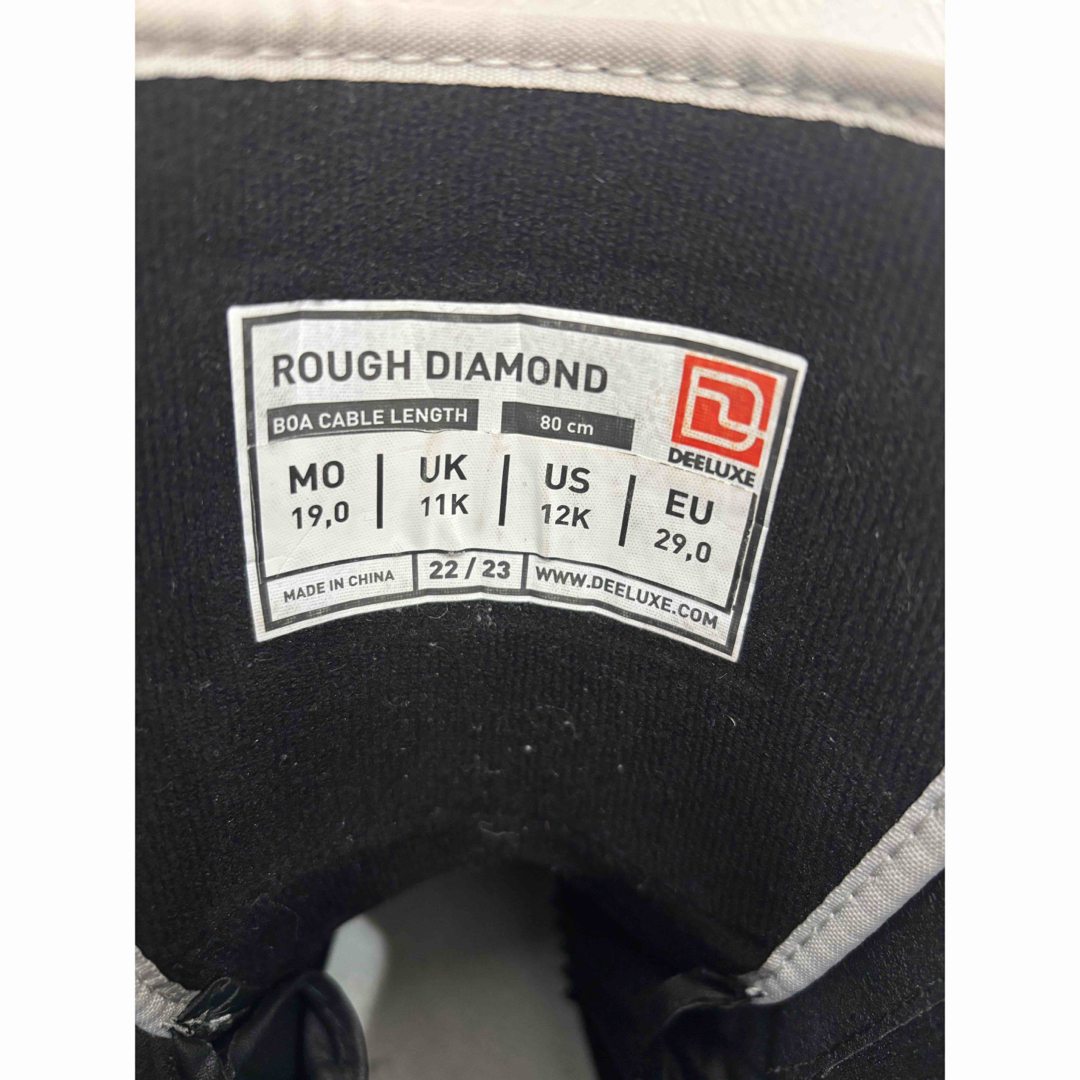 ROUGH DIAMOND
BOA CABLE LENGTH 80 cm
DEELUXE
MO | UK | US | EU
19,0 | 11K | 12K | 29,0
MADE IN CHINA 22 / 23 WWW.DEELUXE.COM